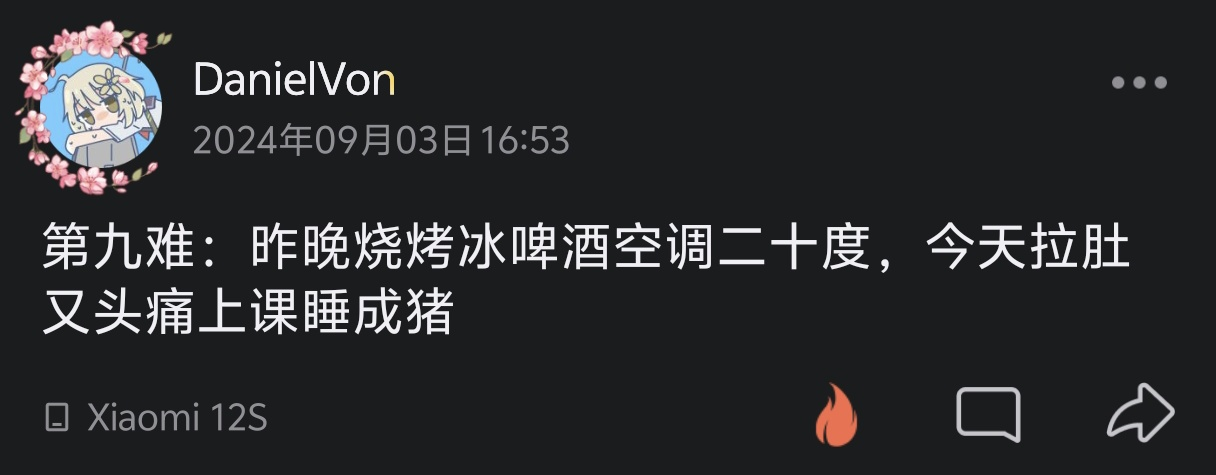 DanielVon
2024年09月03日 16:53
第九难：昨晚烧烤冰啤酒空调二十度，今天拉肚
又头痛上课睡成猪
Xiaomi 12S